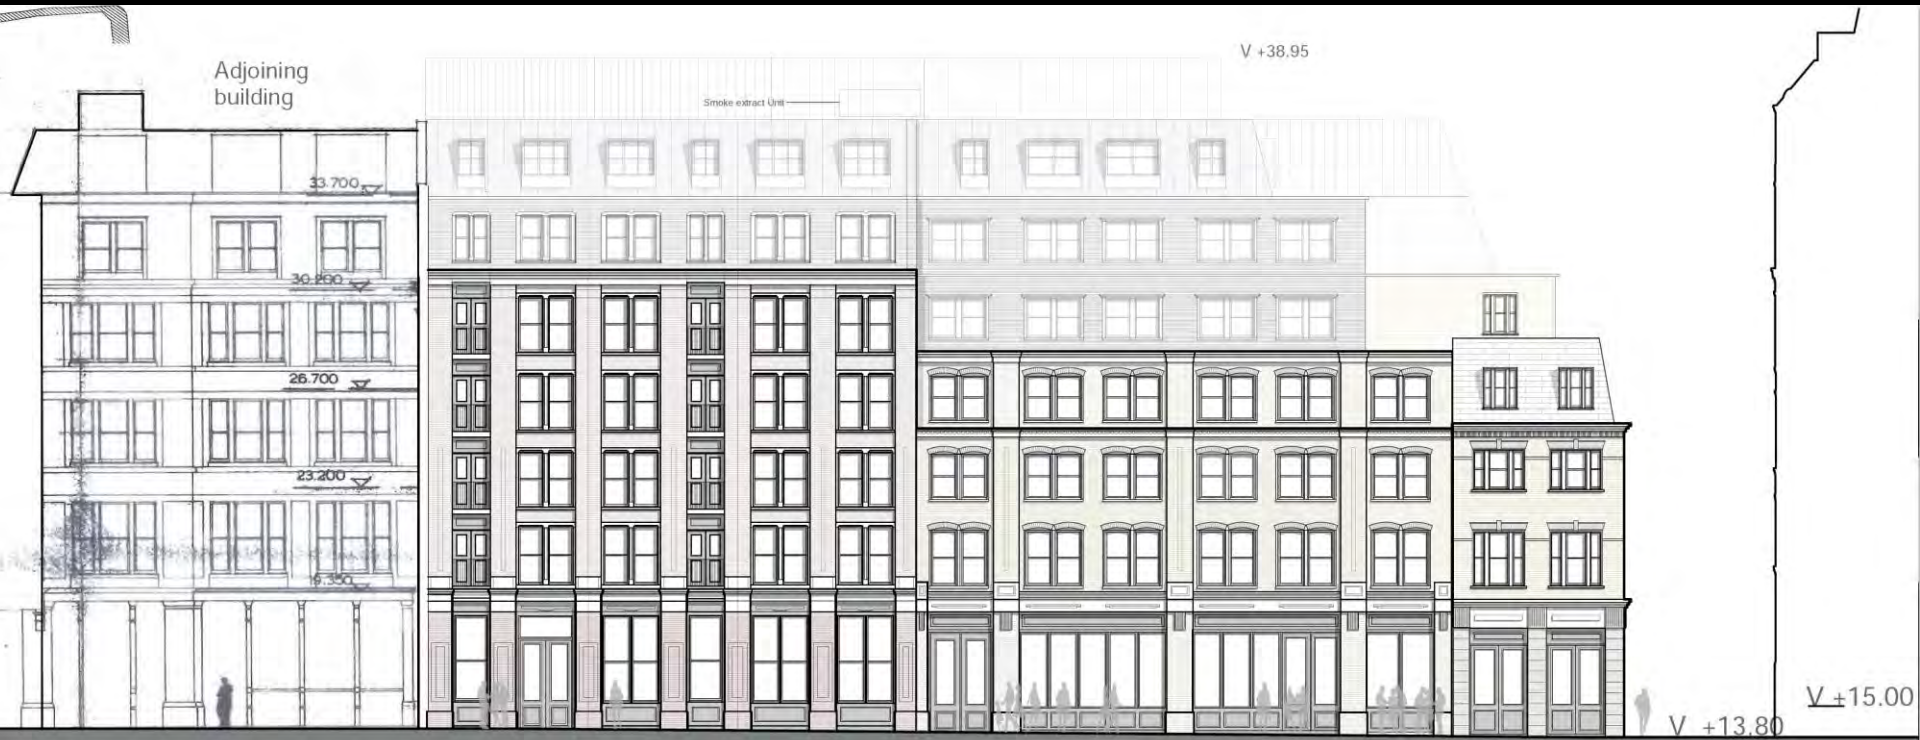 V +38.95
Adjoining
building
Smoke extract Unit
33.700
30.200
26.700
23.200
19.350
V +15.00
V +13.80